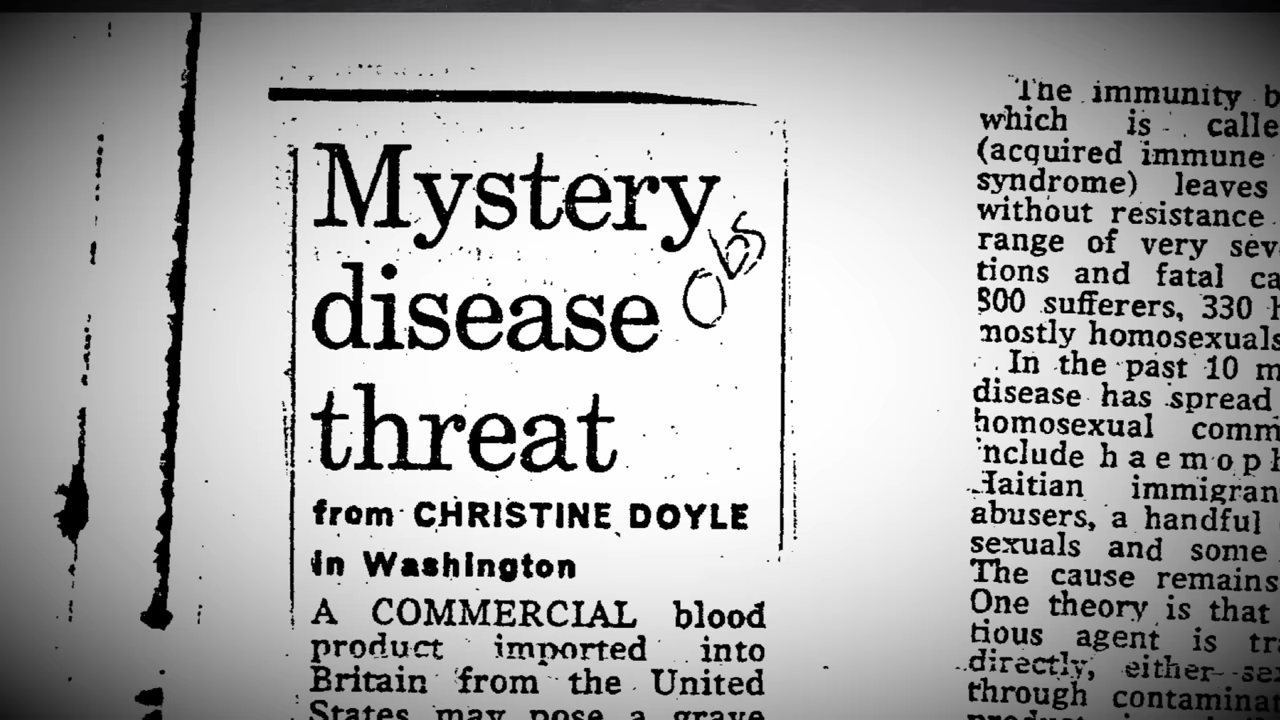 Mystery
disease
threat
Obs
from CHRISTINE DOYLE
in Washington
A COMMERCIAL blood
product imported into
Britain from the United
States may pose a grave
The immunity b
which is calle
(acquired immune
syndrome) leaves
without resistance
range of very sev
tions and fatal ca
800 sufferers, 330 h
mostly homosexuals
In the past 10 m
disease has spread
homosexual comm
include haemoph
Haitian immigran
abusers, a handful
sexuals and some
The cause remains
One theory is that
tious agent is tr
directly, either sex
through contaminat